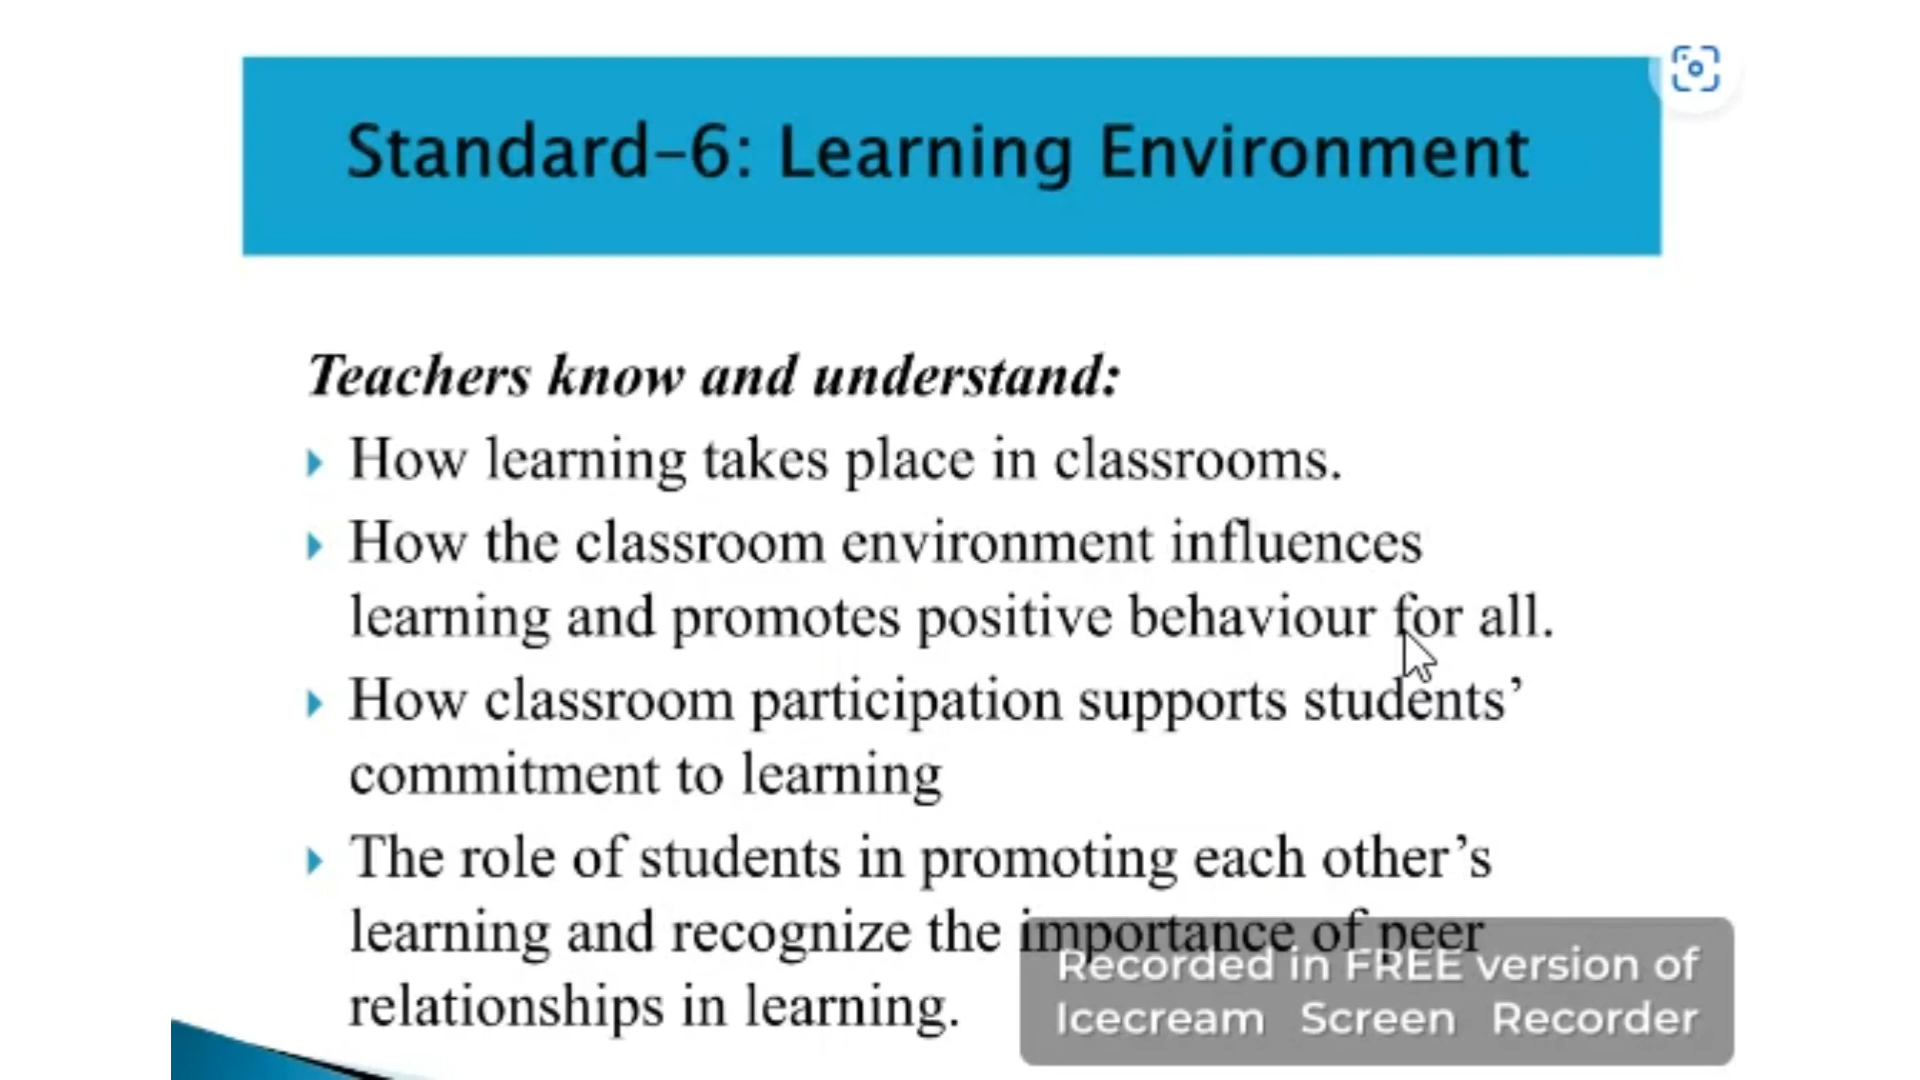 Standard-6: Learning Environment
Teachers know and understand:
How learning takes place in classrooms.
How the classroom environment influences
learning and promotes positive behaviour for all.
How classroom participation supports students’
commitment to learning
The role of students in promoting each other’s
learning and recognize the importance of peer
relationships in learning.
Recorded in FREE version of
Icecream Screen Recorder